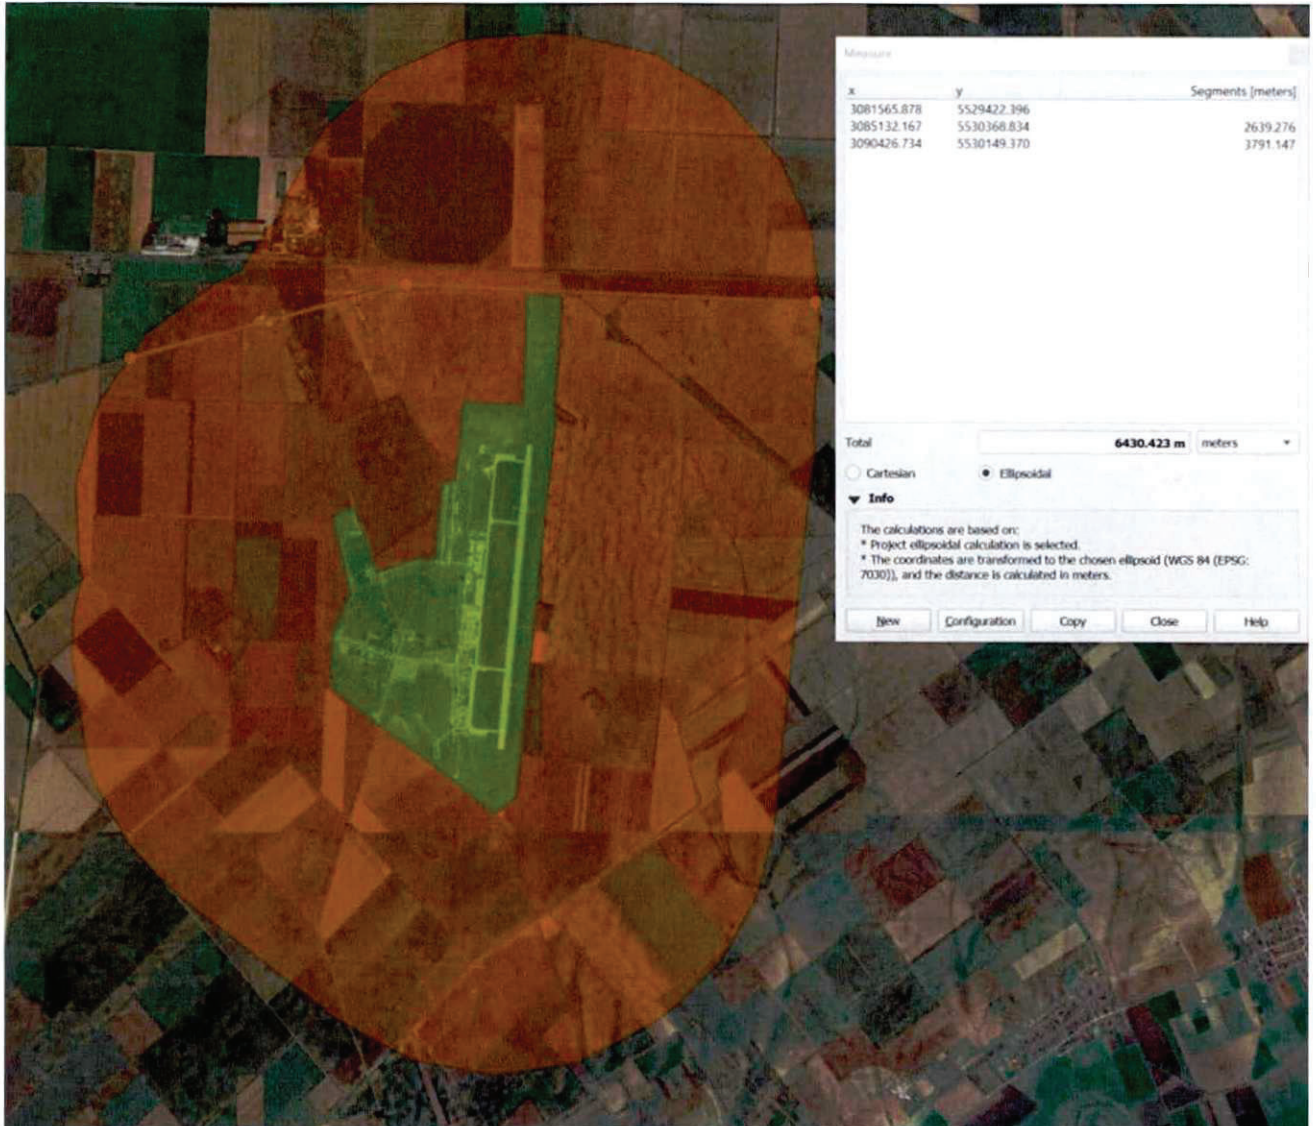 Measure
x y Segments [meters]
3081565.878 5529422.396
3085132.167 5530368.834 2639.276
3090426.734 5530149.370 3791.147
Total 6430.423 m meters
Cartesian Ellipsoidal
Info
The calculations are based on:
* Project ellipsoidal calculation is selected.
* The coordinates are transformed to the chosen ellipsoid (WGS 84 (EPSG:
7030)), and the distance is calculated in meters.
New Configuration Copy Close Help